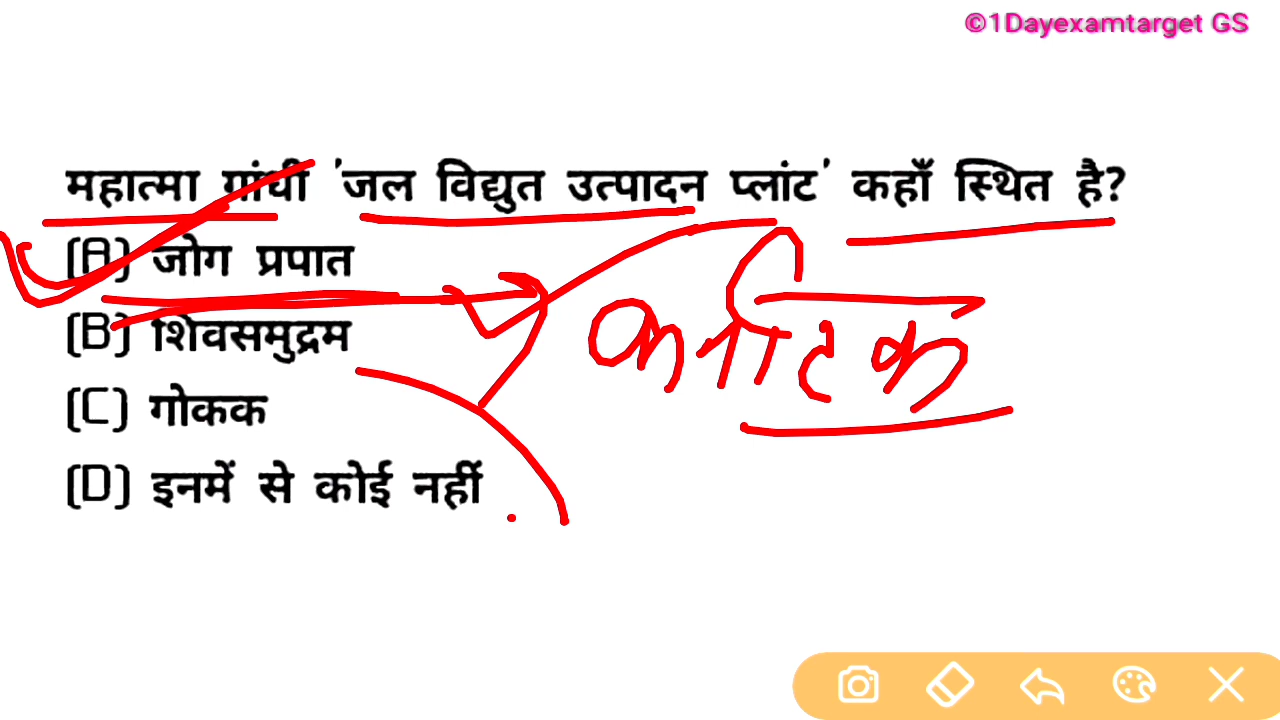 ©1Dayexamtarget GS
महात्मा गांधी 'जल विद्युत उत्पादन प्लांट' कहाँ स्थित है?
(A) जोग प्रपात
(B) शिवसमुद्रम
कर्नाटक
(C) गोकक
(D) इनमें से कोई नहीं